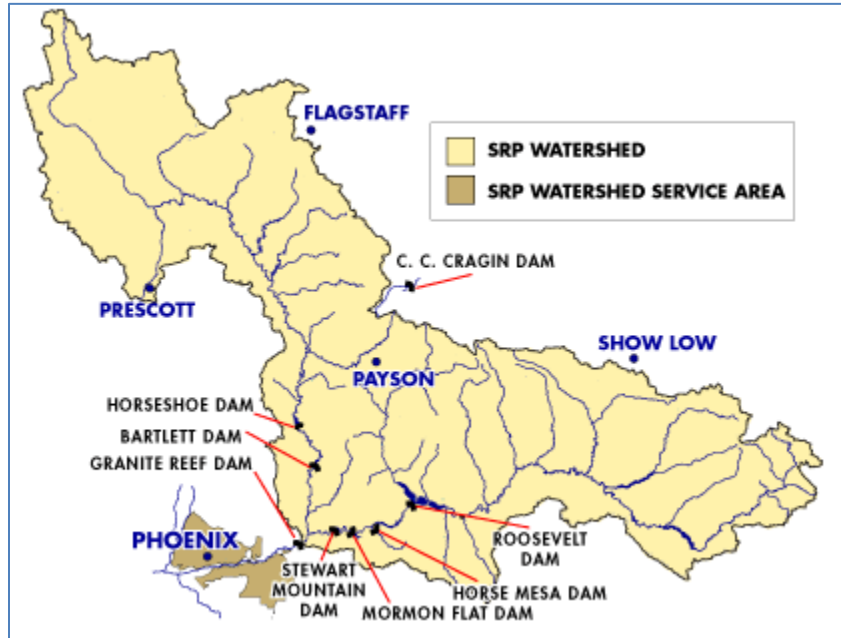 FLAGSTAFF
SRP WATERSHED
SRP WATERSHED SERVICE AREA
C. C. CRAGIN DAM
PRESCOTT
SHOW LOW
PAYSON
HORSESHOE DAM
BARTLETT DAM
GRANITE REEF DAM
PHOENIX
ROOSEVELT
DAM
STEWART
MOUNTAIN
DAM
HORSE MESA DAM
MORMON FLAT DAM